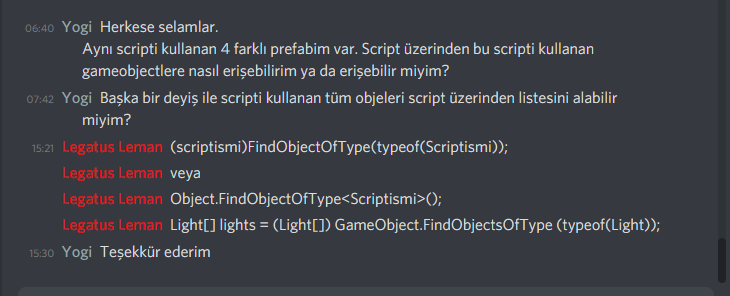 06:40 Yogi Herkese selamlar.
Aynı scripti kullanan 4 farklı prefabim var. Script üzerinden bu scripti kullanan
gameobjectlere nasıl erişebilirim ya da erişebilir miyim?
07:42 Yogi Başka bir deyiş ile scripti kullanan tüm objeleri script üzerinden listesini alabilir
miyim?
15:21 Legatus Leman (scriptismi)FindObjectOfType(typeof(Scriptismi));
Legatus Leman veya
Legatus Leman Object.FindObjectOfType<Scriptismi>();
Legatus Leman Light[] lights = (Light[]) GameObject.FindObjectsOfType (typeof(Light));
15:30 Yogi Teşekkür ederim